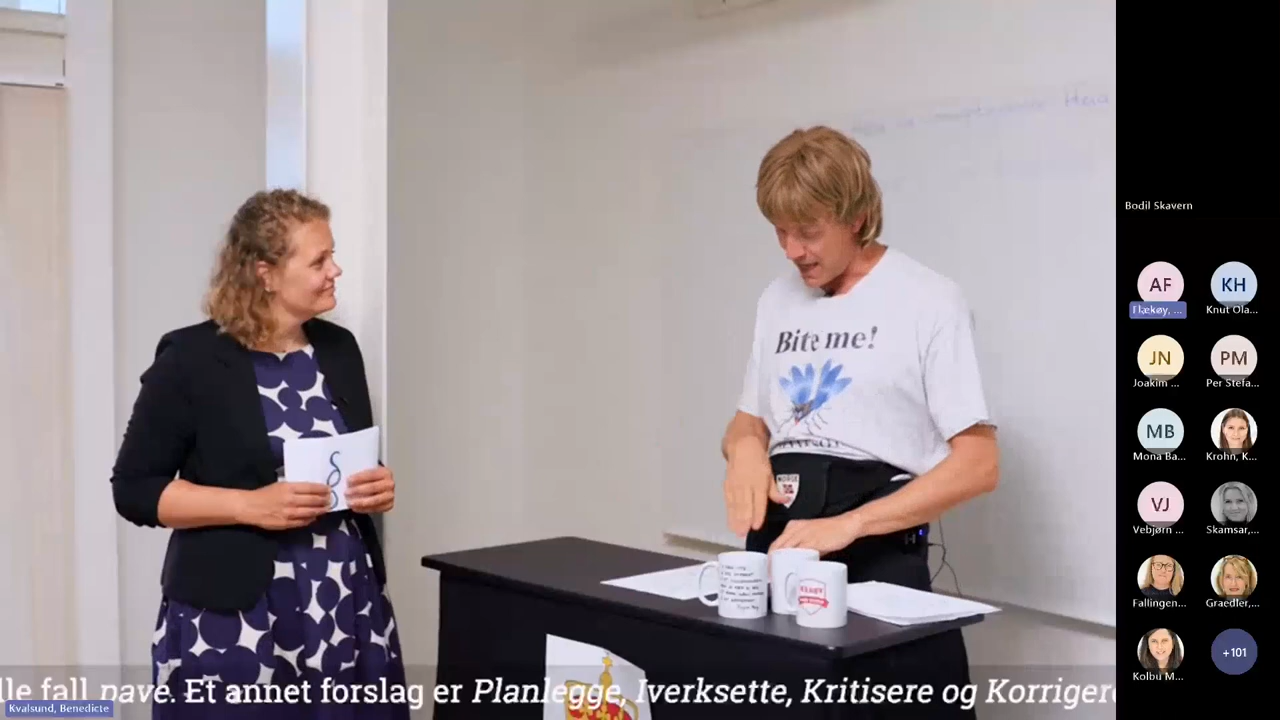 Bite me!
NORGE
lle fall pave. Et annet forslag er Planlegge, Iverksette, Kritisere og Korrigere
Kvalsund, Benedicte
Bodil Skavern
AF
KH
Flækøy, ...
Knut Ola...
JN
PM
Joakim ...
Per Stefa...
MB
Mona Ba...
Krohn, K...
VJ
Vebjørn ...
Skamsar,...
Fallingen...
Graedler,...
Kolbu M...
+101